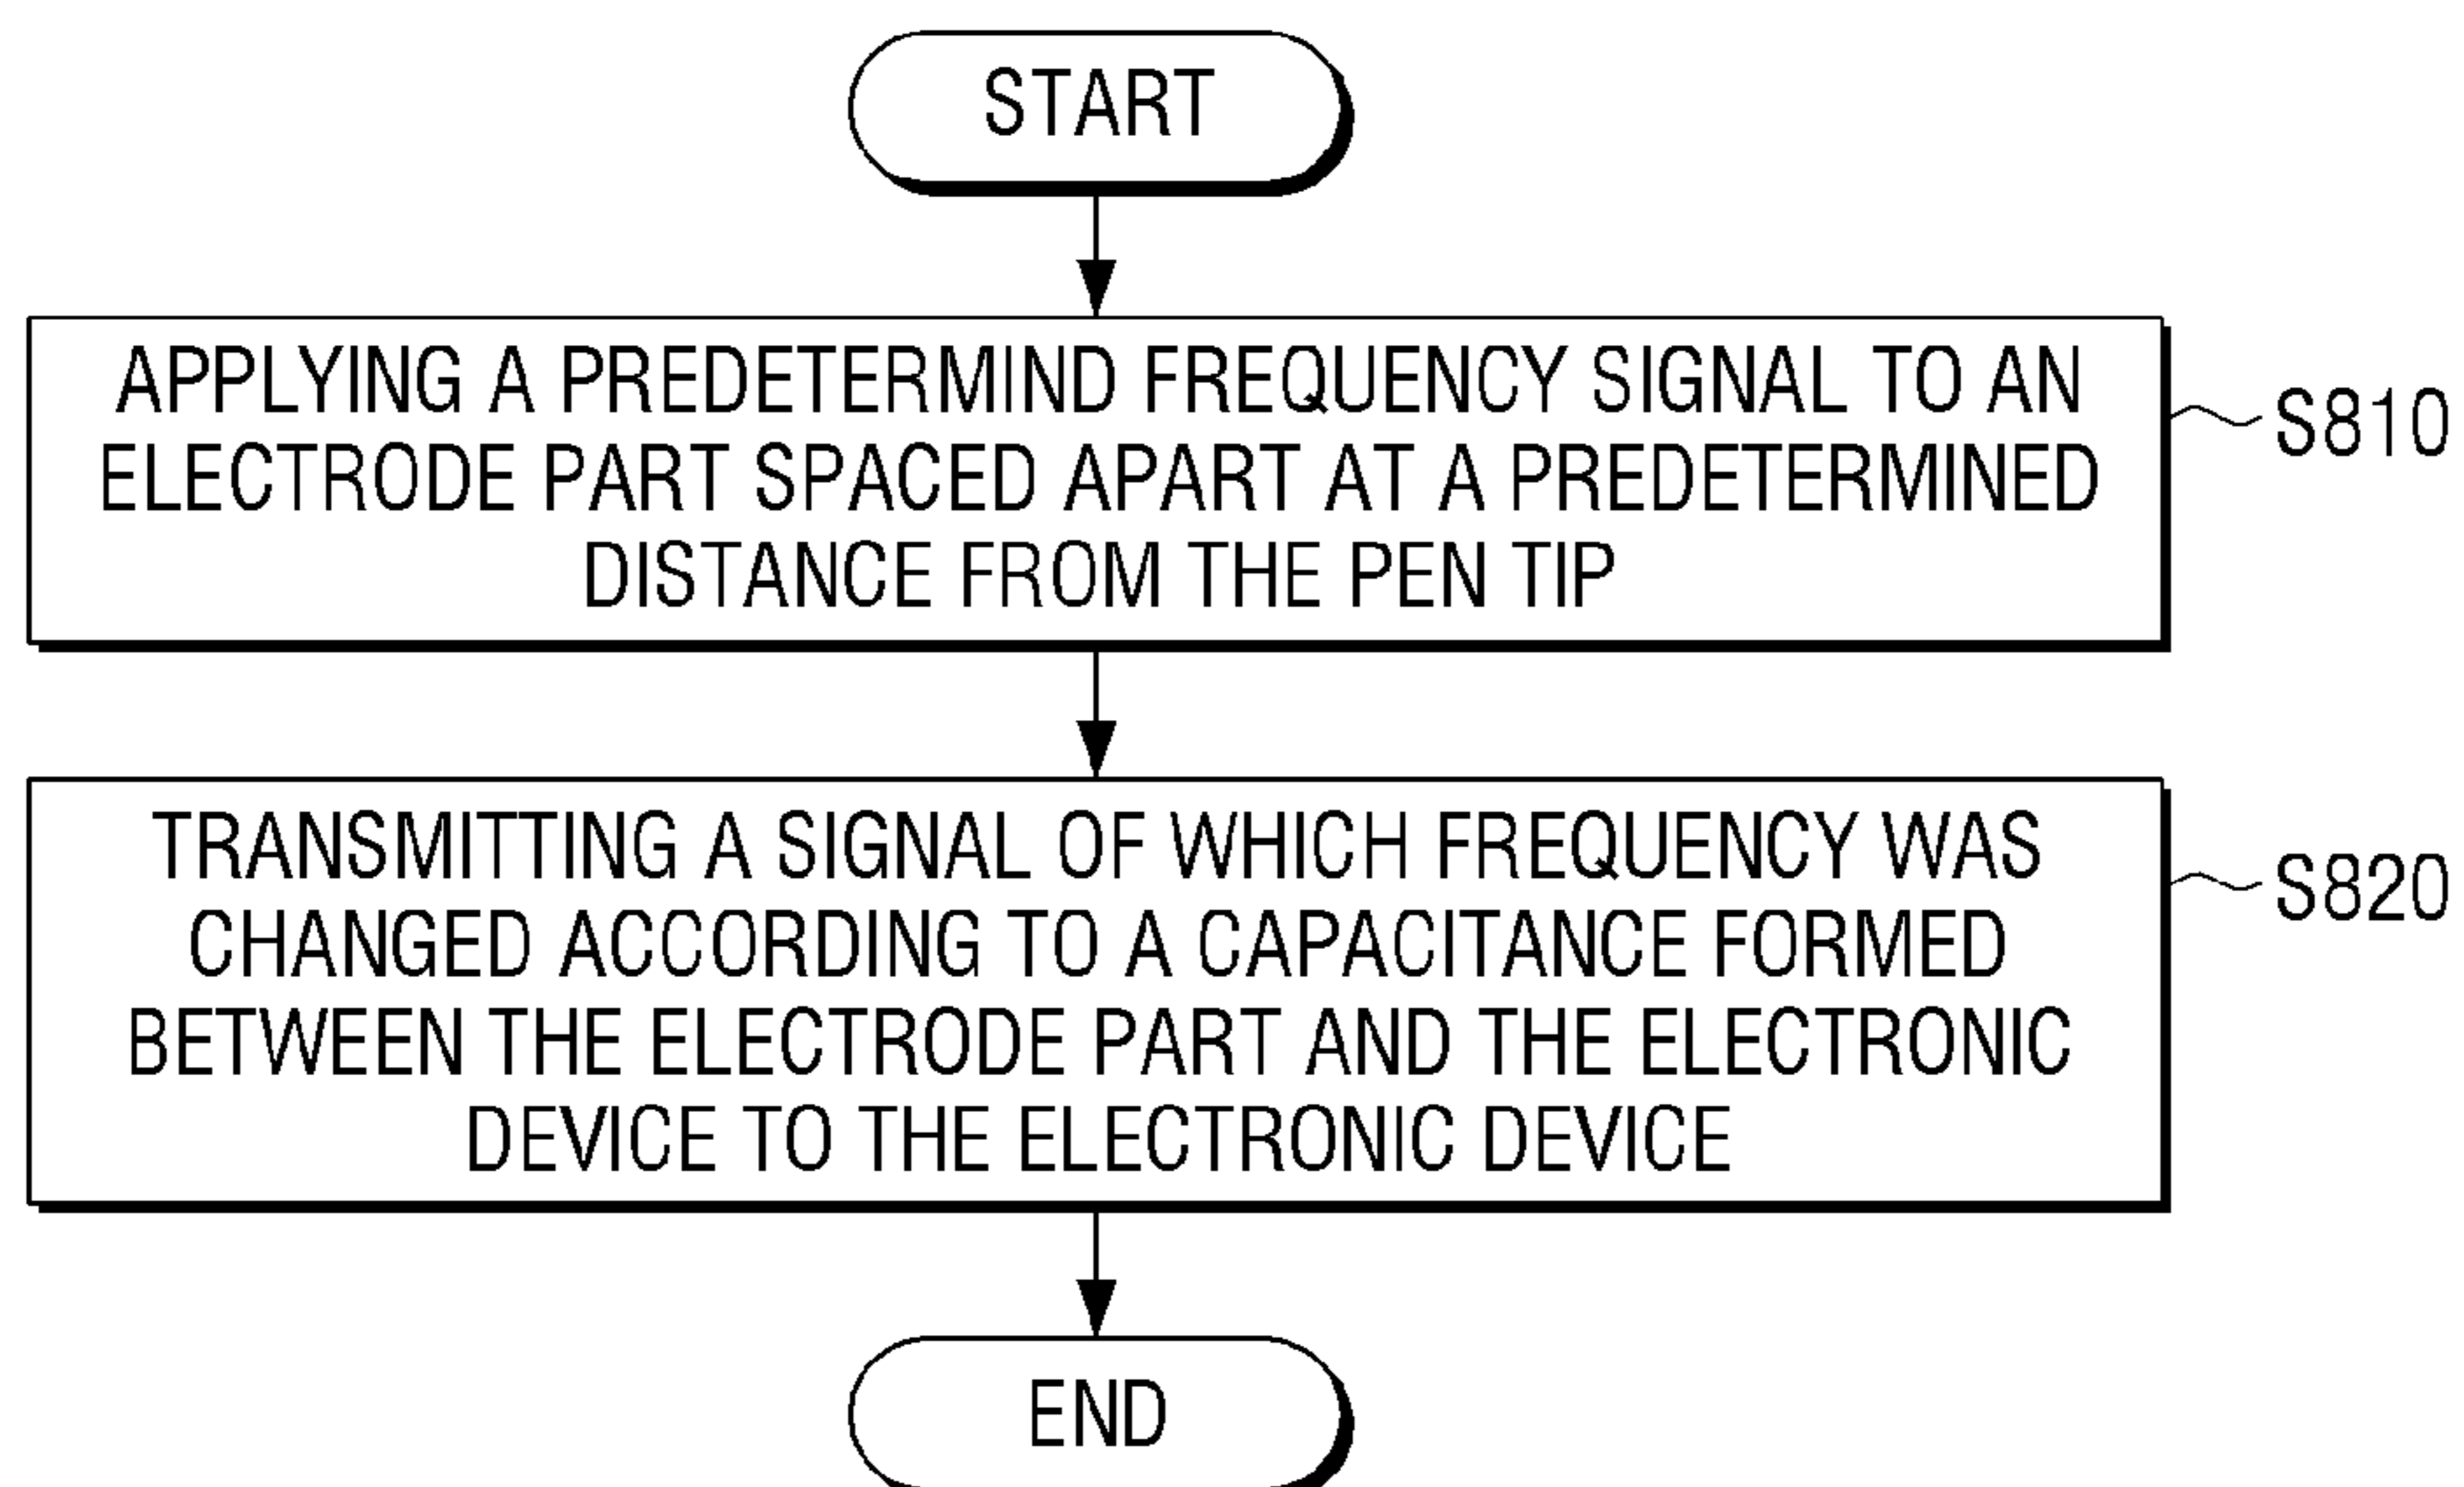 START
APPLYING A PREDETERMIND FREQUENCY SIGNAL TO AN
ELECTRODE PART SPACED APART AT A PREDETERMINED
DISTANCE FROM THE PEN TIP
S810
TRANSMITTING A SIGNAL OF WHICH FREQUENCY WAS
CHANGED ACCORDING TO A CAPACITANCE FORMED
BETWEEN THE ELECTRODE PART AND THE ELECTRONIC
DEVICE TO THE ELECTRONIC DEVICE
S820
END